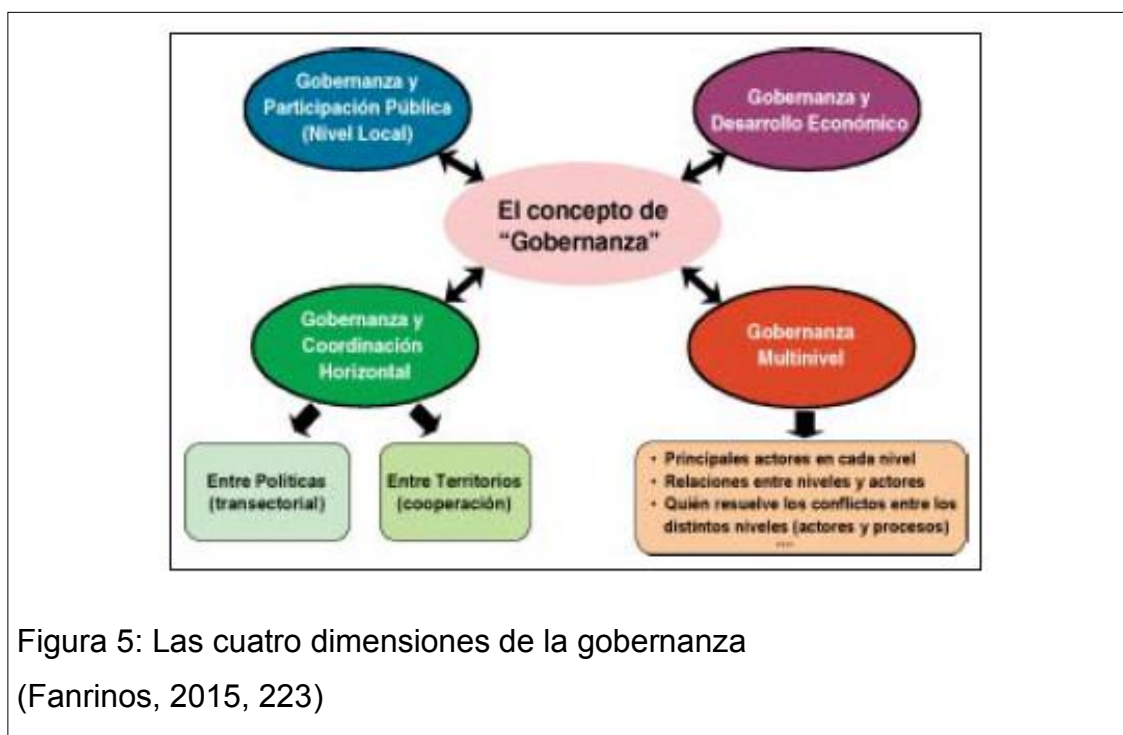 Gobernanza y
Participación Pública
(Nivel Local)
Gobernanza y
Desarrollo Económico
El concepto de
“Gobernanza”
Gobernanza y
Coordinación
Horizontal
Gobernanza
Multinivel
Entre Políticas
(transectorial)
Entre Territorios
(cooperación)
• Principales actores en cada nivel
• Relaciones entre niveles y actores
• Quién resuelve los conflictos entre los
distintos niveles (actores y procesos)
....
Figura 5: Las cuatro dimensiones de la gobernanza
(Fanrinos, 2015, 223)